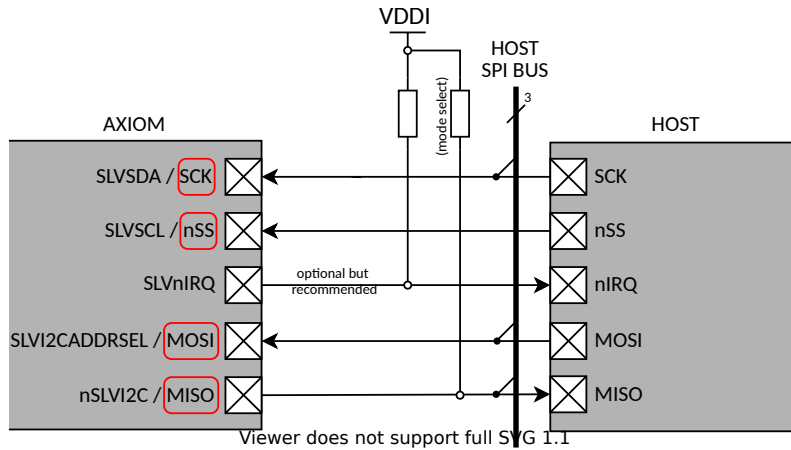 VDDI
HOST
SPI BUS
3
(mode select)
AXIOM
HOST
SLVSDA / SCK
SCK
SLVSCL / nSS
nSS
SLVnIRQ
optional but
recommended
nIRQ
SLVI2CADDRSEL / MOSI
MOSI
nSLVI2C / MISO
MISO
Viewer does not support full SVG 1.1